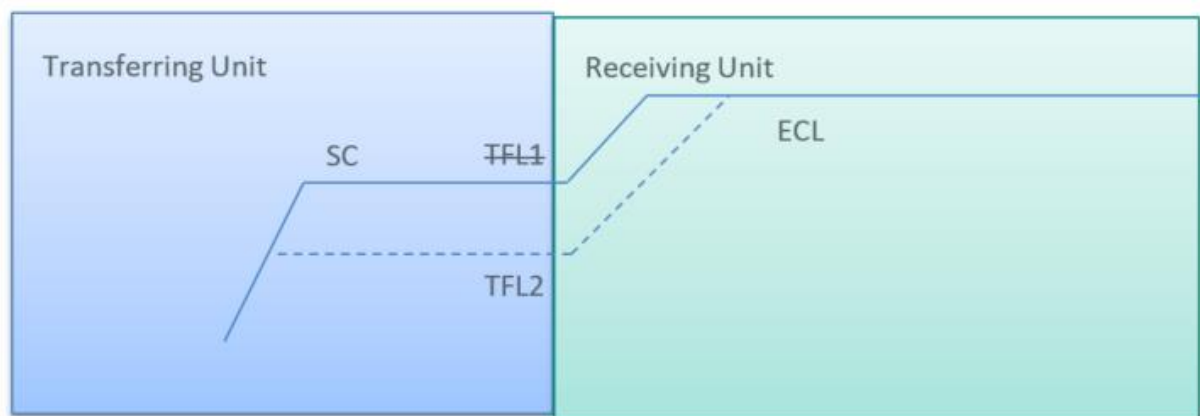 Transferring Unit
Receiving Unit
SC
TFL1
ECL
TFL2